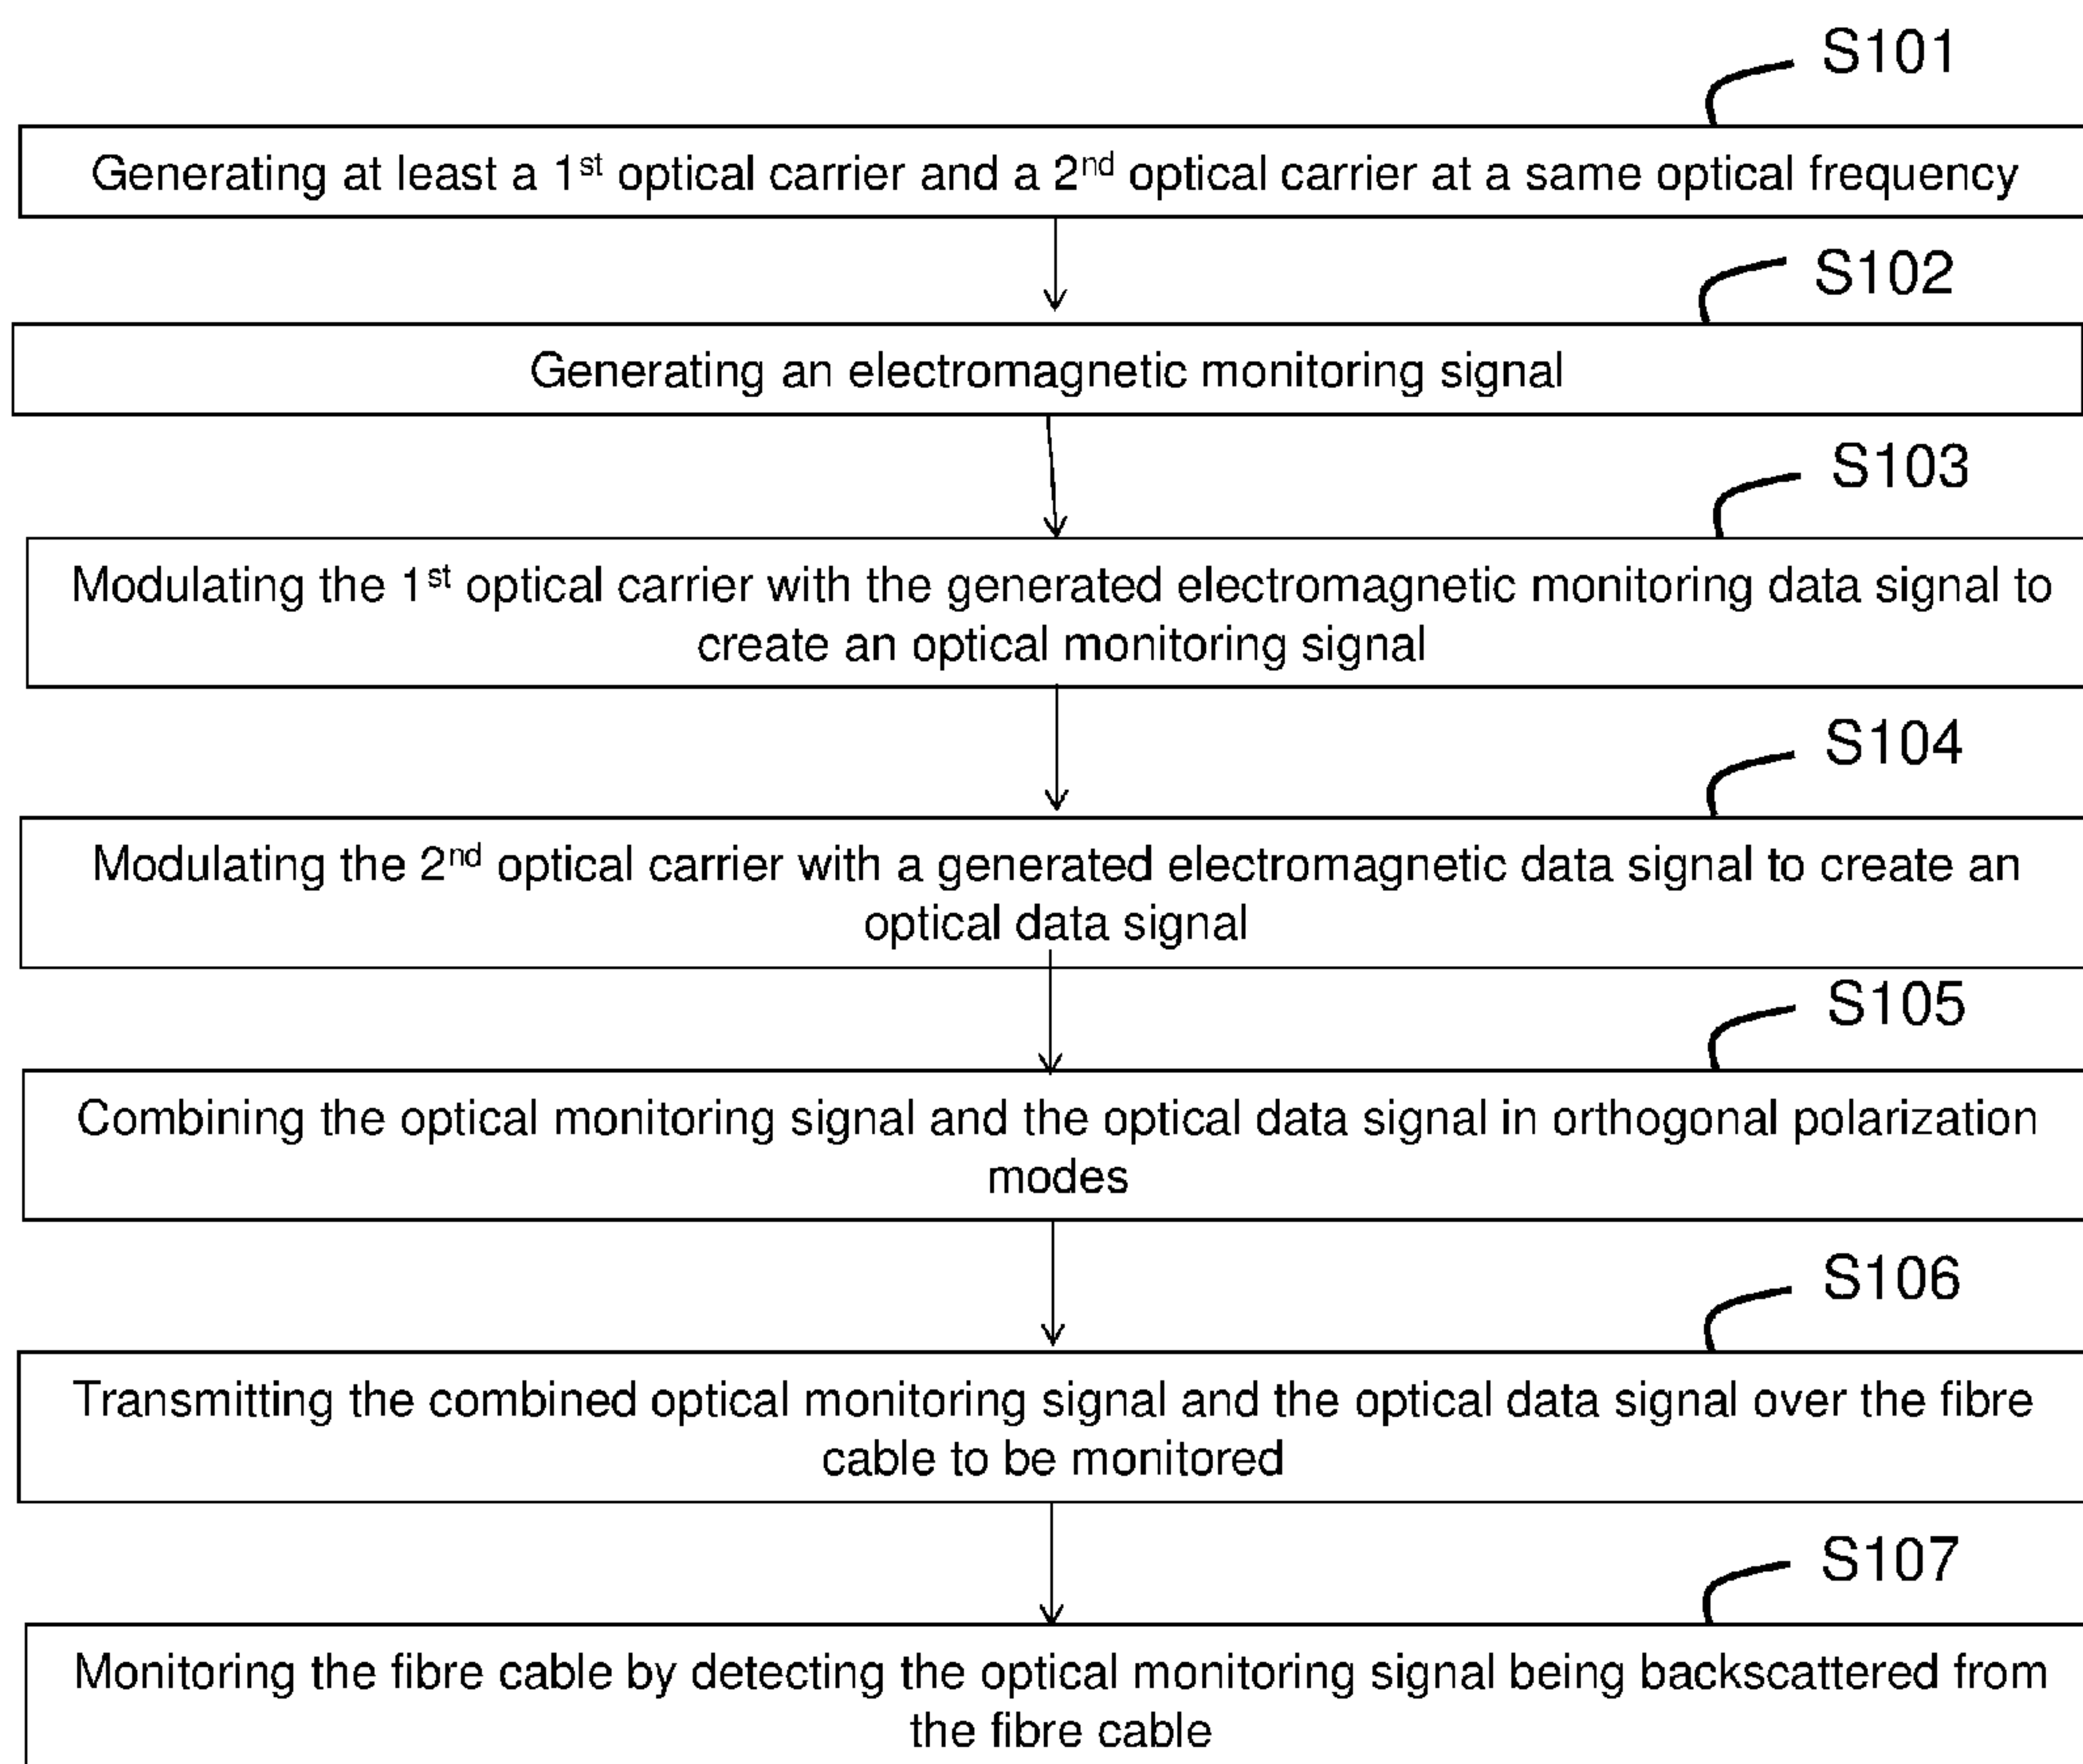 S101
Generating at least a 1st optical carrier and a 2nd optical carrier at a same optical frequency
S102
Generating an electromagnetic monitoring signal
S103
Modulating the 1st optical carrier with the generated electromagnetic monitoring data signal to
create an optical monitoring signal
S104
Modulating the 2nd optical carrier with a generated electromagnetic data signal to create an
optical data signal
S105
Combining the optical monitoring signal and the optical data signal in orthogonal polarization
modes
S106
Transmitting the combined optical monitoring signal and the optical data signal over the fibre
cable to be monitored
S107
Monitoring the fibre cable by detecting the optical monitoring signal being backscattered from
the fibre cable